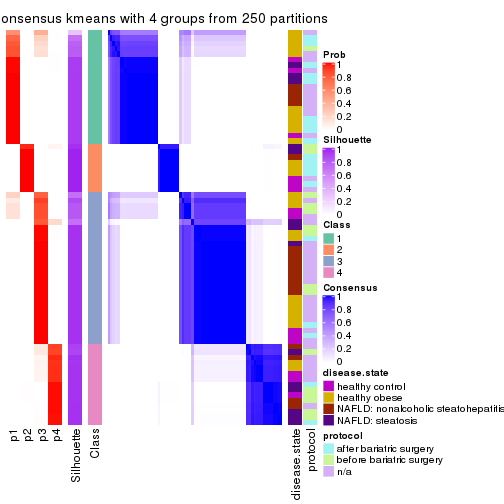 onsensus kmeans with 4 groups from 250 partitions
Prob
1
0.8
0.6
0.4
0.2
0
Silhouette
1
0.8
0.6
0.4
0.2
0
Class
1
2
3
4
Consensus
1
0.8
0.6
0.4
0.2
0
disease.state
healthy control
healthy obese
NAFLD: nonalcoholic steatohepatitis
NAFLD: steatosis
protocol
after bariatric surgery
before bariatric surgery
n/a
p1
p2
p3
p4
Silhouette
Class
disease.state
protocol